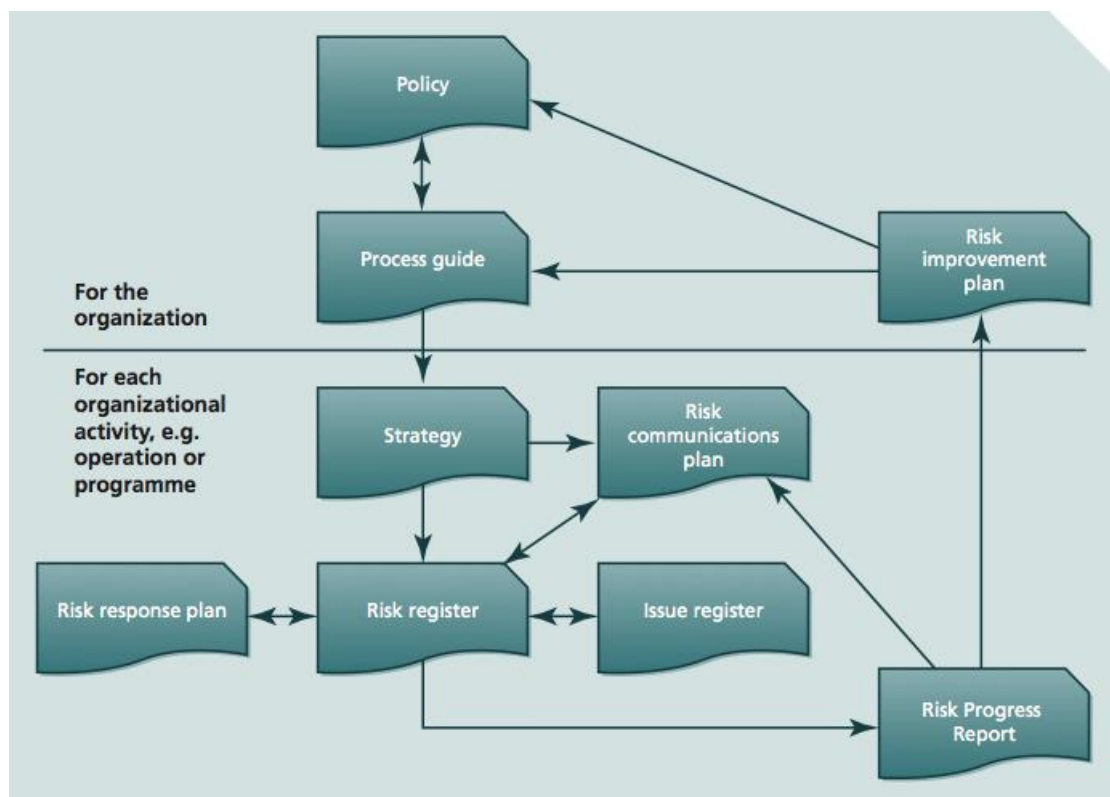 Policy
Process guide
Risk
improvement
plan
For the
organization
For each
organizational
activity, e.g.
operation or
programme
Strategy
Risk
communications
plan
Risk response plan
Risk register
Issue register
Risk Progress
Report